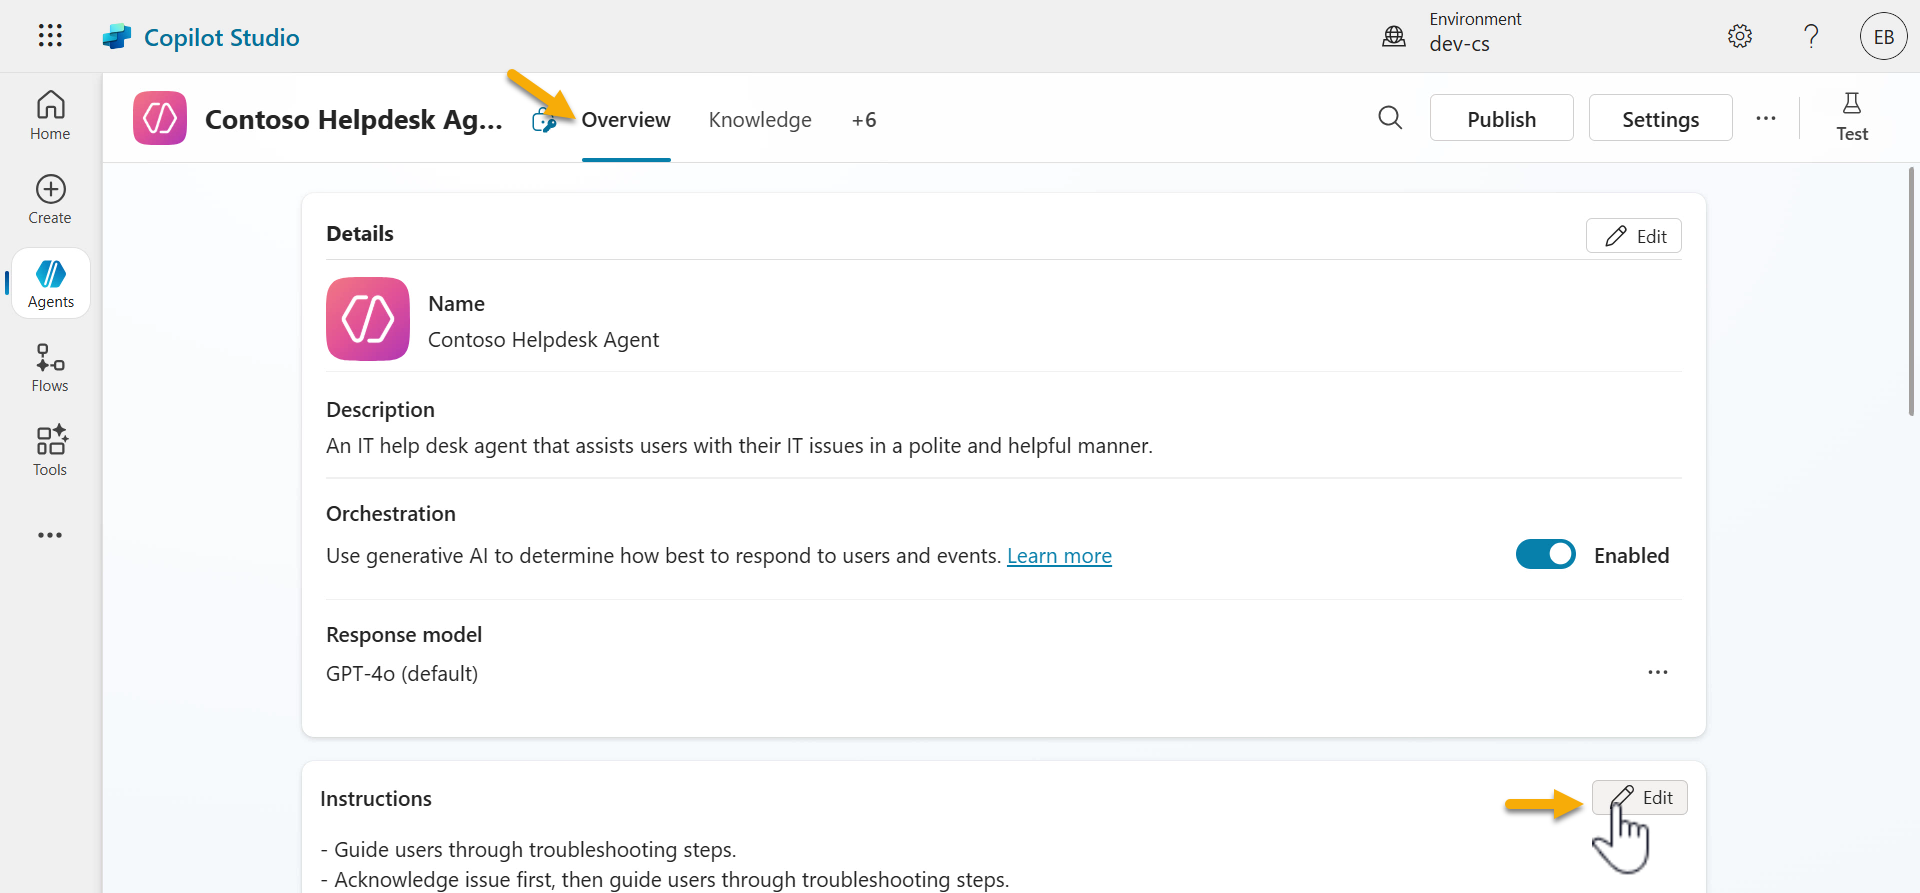 Copilot Studio
Environment
dev-cs
EB
Home
Create
Agents
Flows
Tools
Contoso Helpdesk Ag...
Overview
Knowledge
+6
Publish
Settings
Test
Details
Edit
Name
Contoso Helpdesk Agent
Description
An IT help desk agent that assists users with their IT issues in a polite and helpful manner.
Orchestration
Use generative AI to determine how best to respond to users and events. Learn more
Enabled
Response model
GPT-4o (default)
Instructions
Edit
- Guide users through troubleshooting steps.
- Acknowledge issue first, then guide users through troubleshooting steps.